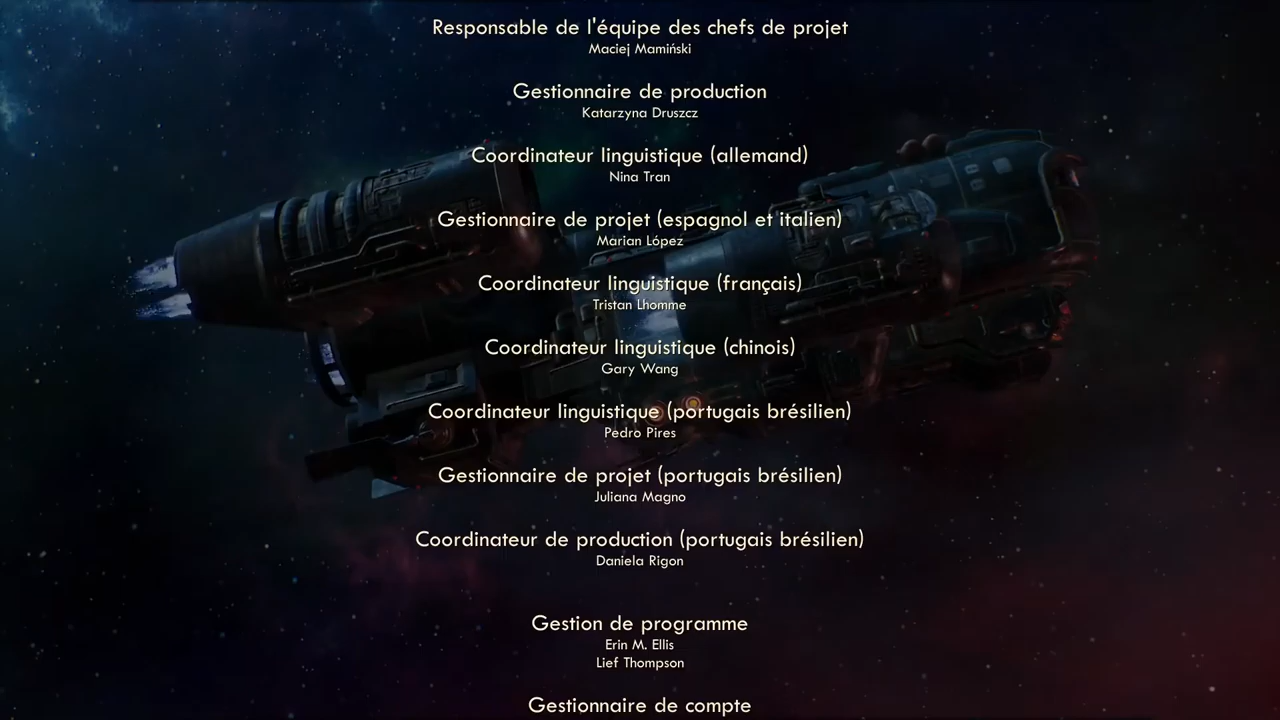 Responsable de l'équipe des chefs de projet
Maciej Mamiński
Gestionnaire de production
Katarzyna Druszcz
Coordinateur linguistique (allemand)
Nina Tran
Gestionnaire de projet (espagnol et italien)
Marian López
Coordinateur linguistique (français)
Tristan Lhomme
Coordinateur linguistique (chinois)
Gary Wang
Coordinateur linguistique (portugais brésilien)
Pedro Pires
Gestionnaire de projet (portugais brésilien)
Juliana Magno
Coordinateur de production (portugais brésilien)
Daniela Rigon
Gestion de programme
Erin M. Ellis
Lief Thompson
Gestionnaire de compte